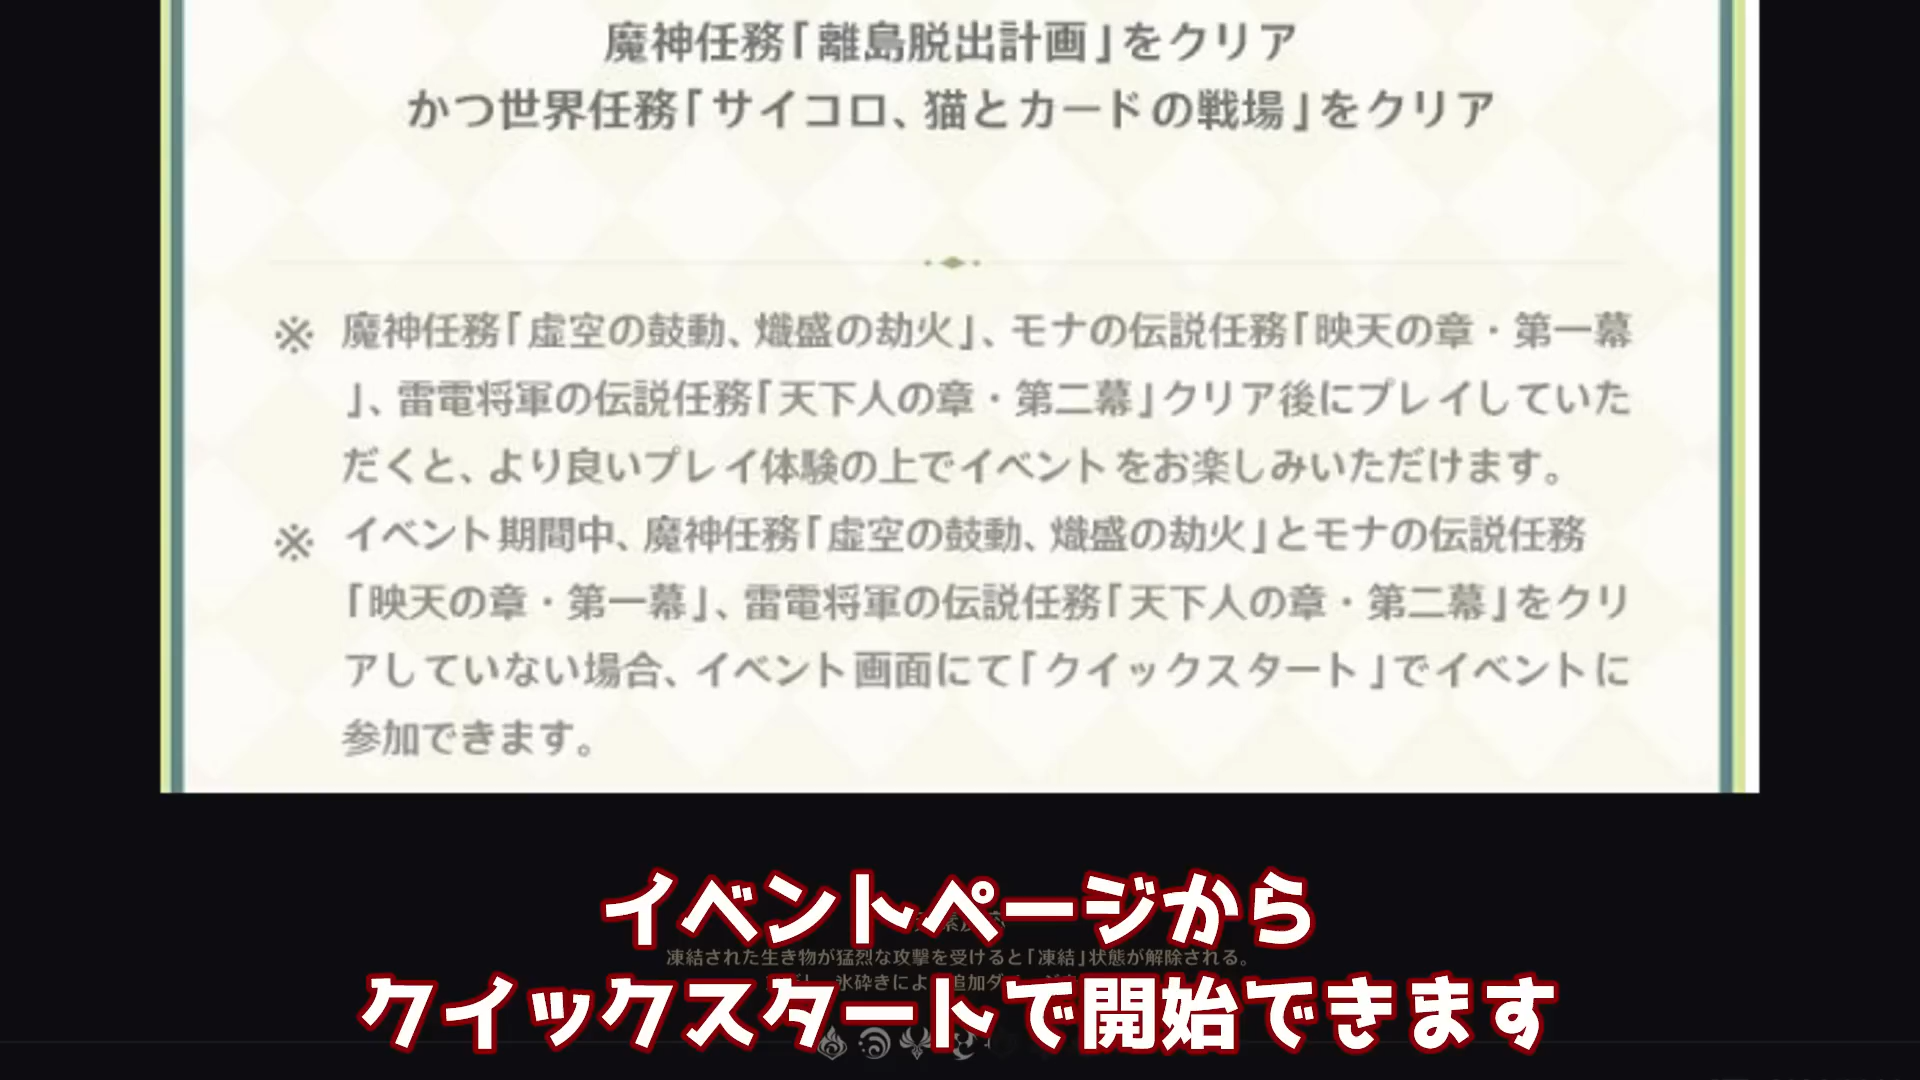 魔神任務「離島脱出計画」をクリア
かつ世界任務「サイコロ、猫とカードの戦場」をクリア
※ 魔神任務「虚空の鼓動、熾盛の劫火」、モナの伝説任務「映天の章・第一幕
」、雷電将軍の伝説任務「天下人の章・第二幕」クリア後にプレイしていた
だくと、より良いプレイ体験の上でイベントをお楽しみいただけます。
※ イベント期間中、魔神任務「虚空の鼓動、熾盛の劫火」とモナの伝説任務
「映天の章・第一幕」、雷電将軍の伝説任務「天下人の章・第二幕」をクリ
アしていない場合、イベント画面にて「クイックスタート」でイベントに
参加できます。
イベントページから
凍結された生き物が猛烈な攻撃を受けると「凍結」状態が解除される。
氷砕きによ 追加ダ
クイックスタートで開始できます